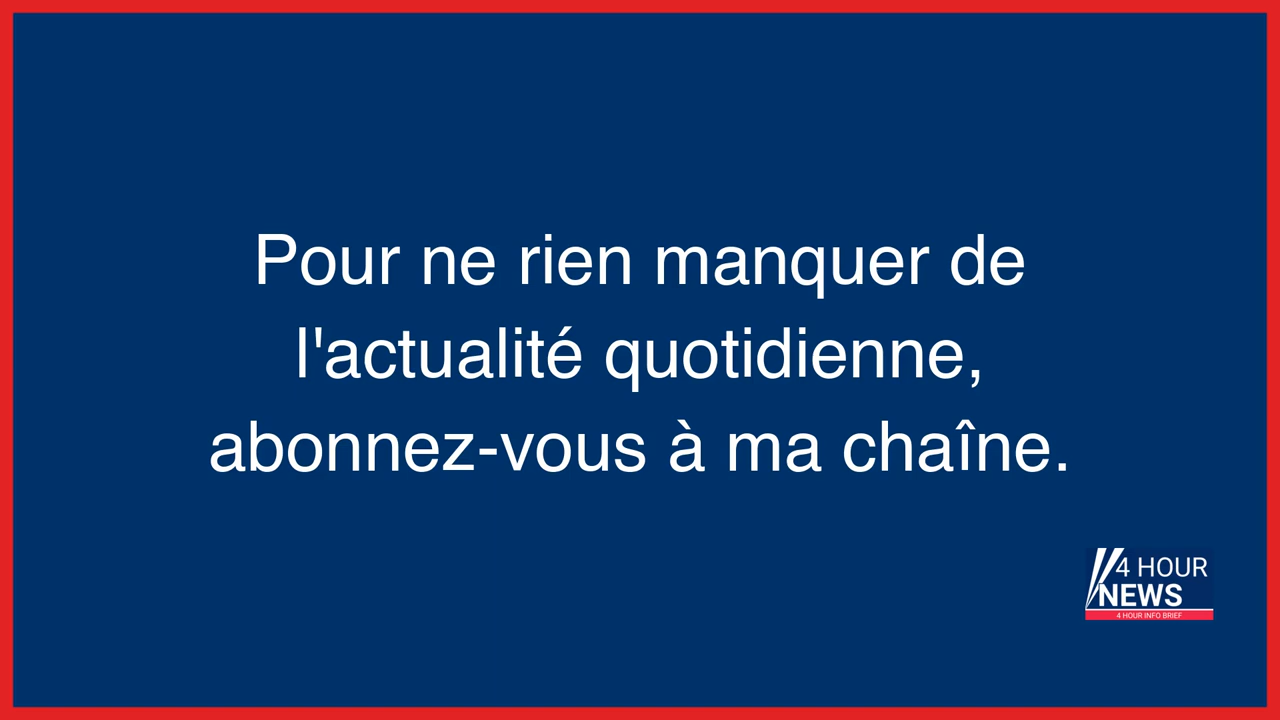 Pour ne rien manquer de
l'actualité quotidienne,
abonnez-vous à ma chaîne.
4 HOUR
NEWS
4 HOUR INFO BRIEF